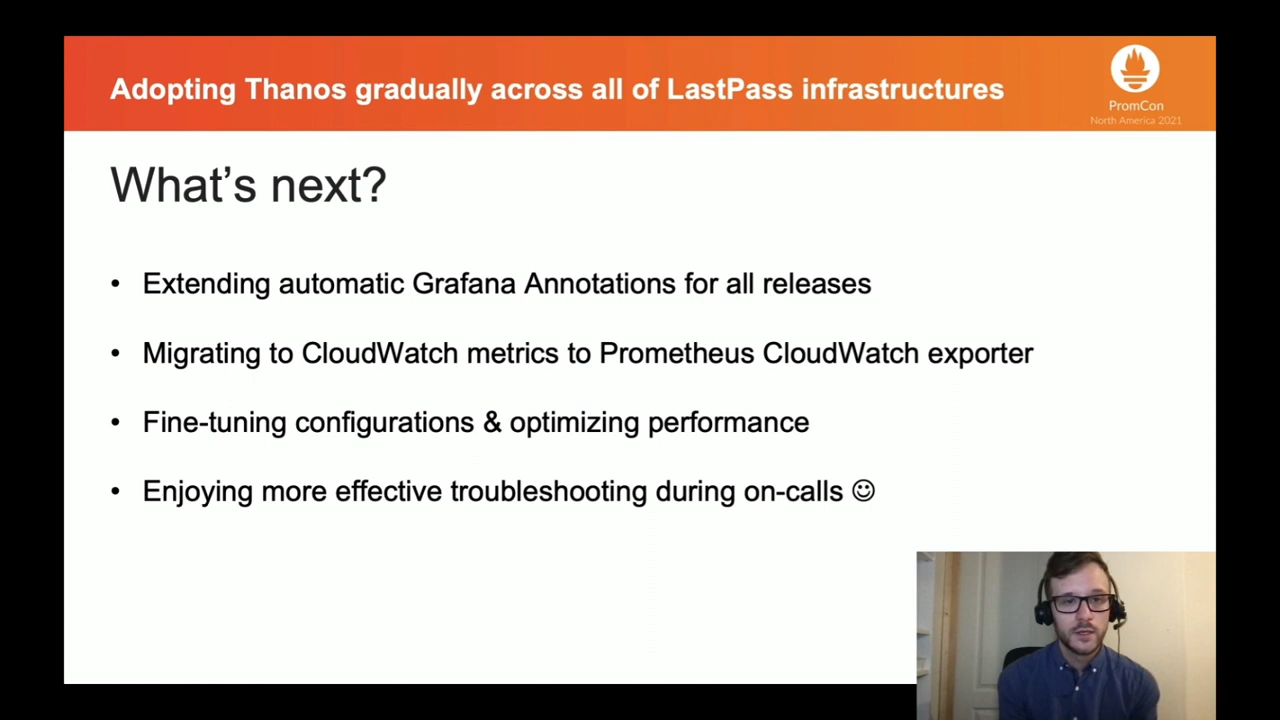 Adopting Thanos gradually across all of LastPass infrastructures
PromCon
North America 2021
What’s next?
• Extending automatic Grafana Annotations for all releases
• Migrating to CloudWatch metrics to Prometheus CloudWatch exporter
• Fine-tuning configurations & optimizing performance
• Enjoying more effective troubleshooting during on-calls ☺